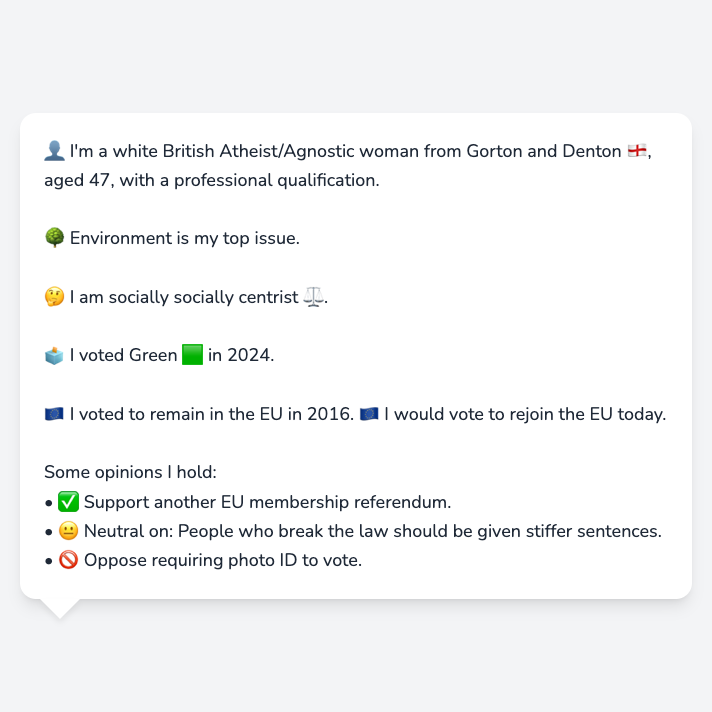 👤 I'm a white British Atheist/Agnostic woman from Gorton and Denton 🏴󠁧󠁢󠁥󠁮󠁧󠁿,
aged 47, with a professional qualification.
🌳 Environment is my top issue.
🤔 I am socially socially centrist ⚖️.
🗳️ I voted Green 🟩 in 2024.
🇪🇺 I voted to remain in the EU in 2016. 🇪🇺 I would vote to rejoin the EU today.
Some opinions I hold:
• ✅ Support another EU membership referendum.
• 😐 Neutral on: People who break the law should be given stiffer sentences.
• 🚫 Oppose requiring photo ID to vote.